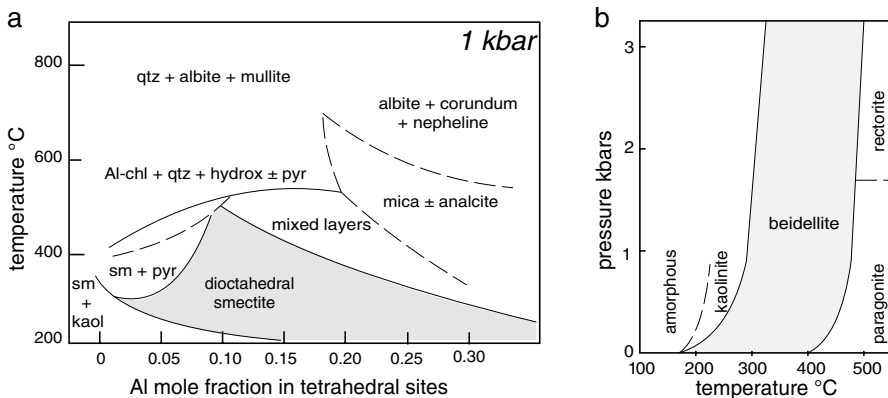 a
1 kbar
800
600
400
200
temperature °C
qtz + albite + mullite
albite + corundum
+ nepheline
Al-chl + qtz + hydrox ± pyr
mica ± analcite
mixed layers
sm + pyr
dioctahedral
smectite
sm
+
kaol
0
0.05
0.10
0.15
0.20
0.30
Al mole fraction in tetrahedral sites
b
3
2
1
0
pressure kbars
amorphous
kaolinite
beidellite
rectorite
paragonite
100
200
300
400
500
temperature °C